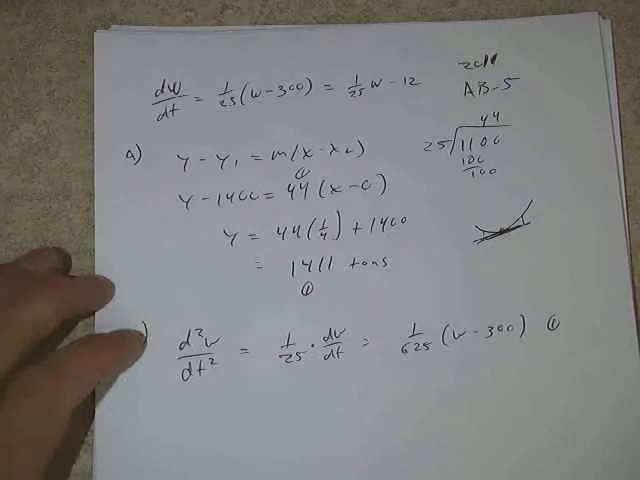 dW/dt = 1/25 (W-300) = 1/25 W - 12
2011
AB-5
a) Y - Y₁ = m(x - x₁)
Y - 1400 = 44(x - 0)
Y = 44(1/4) + 1400
= 1411 tons
44
25 1100
100
100
) d²W/dt² = 1/25 · dW/dt = 1/625 (W - 300) ①